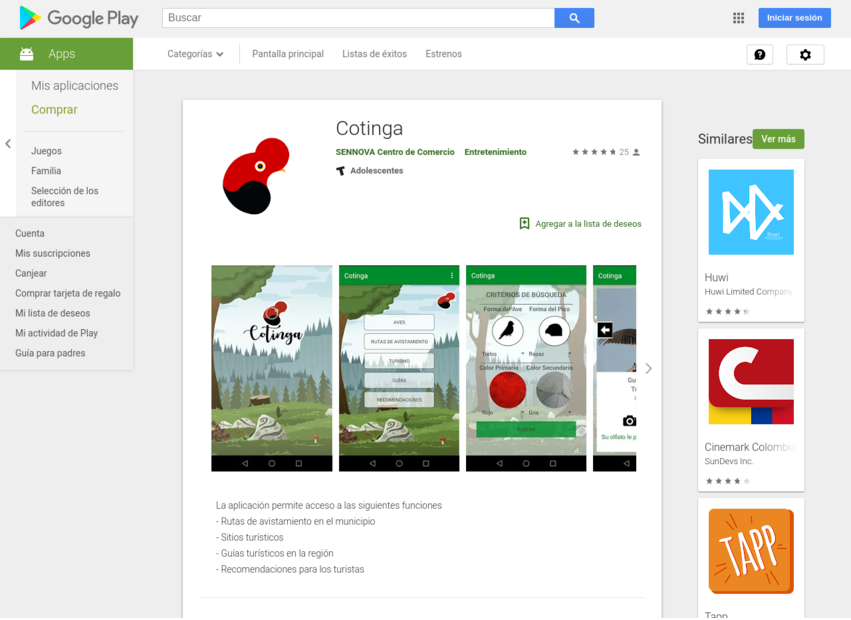 Google Play
Buscar
Iniciar sesión
Apps
Categorías
Pantalla principal
Listas de éxitos
Estrenos
Mis aplicaciones
Comprar
Juegos
Familia
Selección de los
editores
Cuenta
Mis suscripciones
Canjear
Comprar tarjeta de regalo
Mi lista de deseos
Mi actividad de Play
Guía para padres
Cotinga
SENNOVA Centro de Comercio
Entretenimiento
25
T
Adolescentes
Agregar a la lista de deseos
Cotinga
Cotinga
AVES
RUTAS DE AVISTAMIENTO
TURISMO
GUÍAS
RECOMENDACIONES
Cotinga
CRITERIOS DE BÚSQUEDA
Forma del Ave
Forma del Pico
Todos
Rapaz
Color Primario
Color Secundario
Rojo
Gris
BUSCAR
Cotinga
Gu
Su olfato le p
La aplicación permite acceso a las siguientes funciones
- Rutas de avistamiento en el municipio
- Sitios turísticos
- Guías turísticos en la región
- Recomendaciones para los turistas
Similares
Ver más
Huwi
Huwi Limited Company
Cinemark Colombia
SunDevs Inc.
TAPP
Tapp